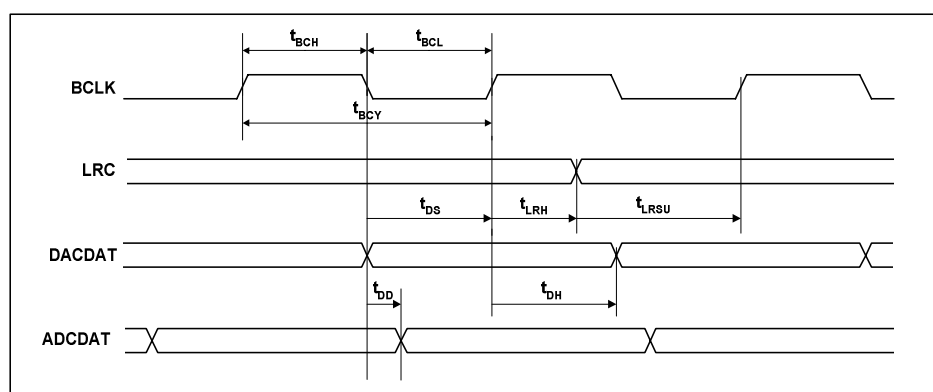 tBCH
tBCL
BCLK
tBCY
LRC
tDS
tLRH
tLRSU
DACDAT
tDD
tDH
ADCDAT